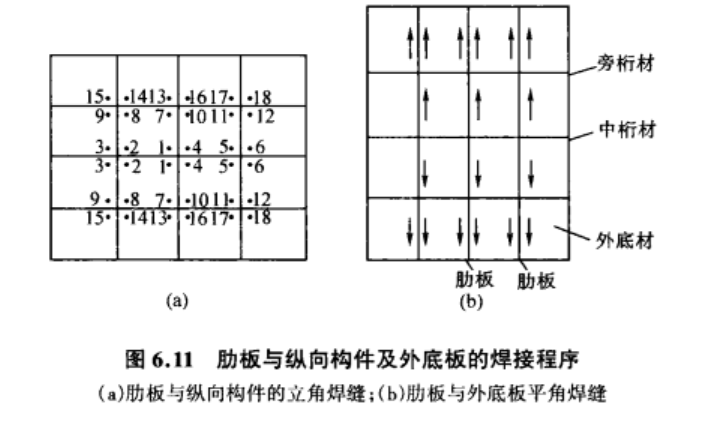 15· ·1413· ·1617· ·18
9· ·8 7· ·1011· ·12
3· ·2 1· ·4 5· ·6
3· ·2 1· ·4 5· ·6
9· ·8 7· ·1011· ·12
15· ·1413· ·1617· ·18
(a)
旁桁材
中桁材
外底材
肋板 肋板
(b)
图 6.11 肋板与纵向构件及外底板的焊接程序
(a)肋板与纵向构件的立角焊缝;(b)肋板与外底板平角焊缝